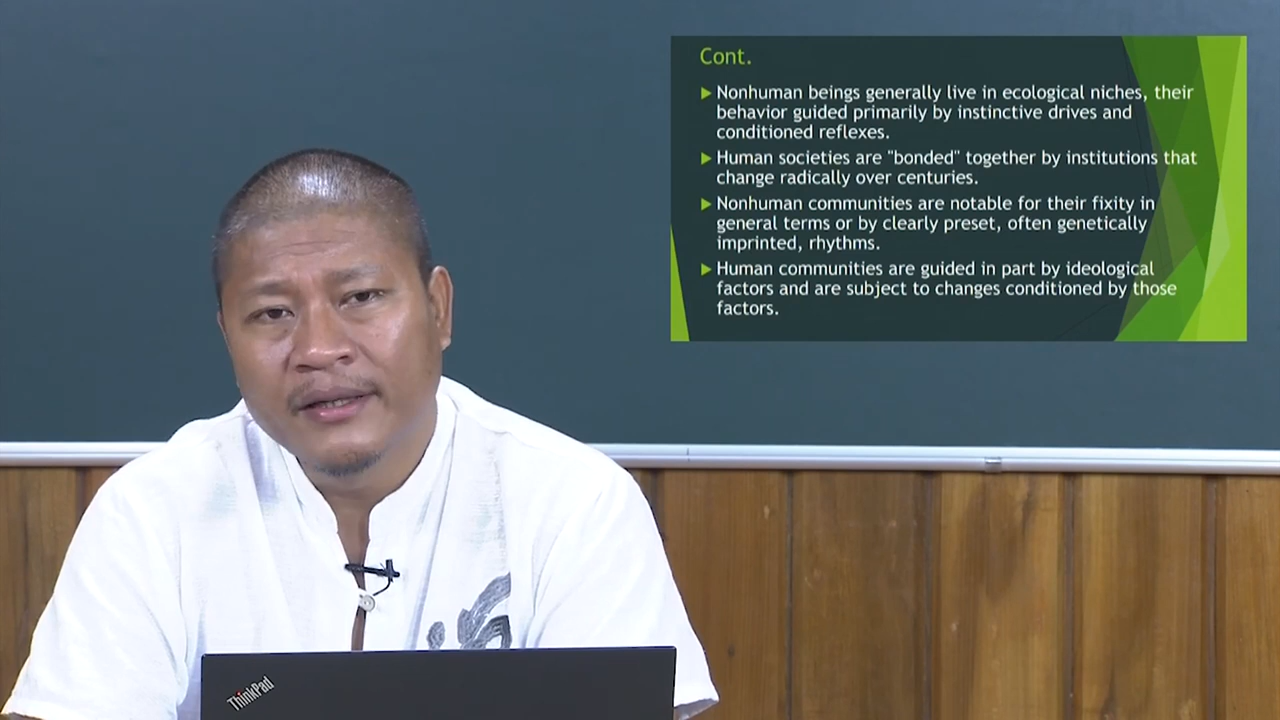 Cont.
Nonhuman beings generally live in ecological niches, their
behavior guided primarily by instinctive drives and
conditioned reflexes.
Human societies are "bonded" together by institutions that
change radically over centuries.
Nonhuman communities are notable for their fixity in
general terms or by clearly preset, often genetically
imprinted, rhythms.
Human communities are guided in part by ideological
factors and are subject to changes conditioned by those
factors.
ThinkPad